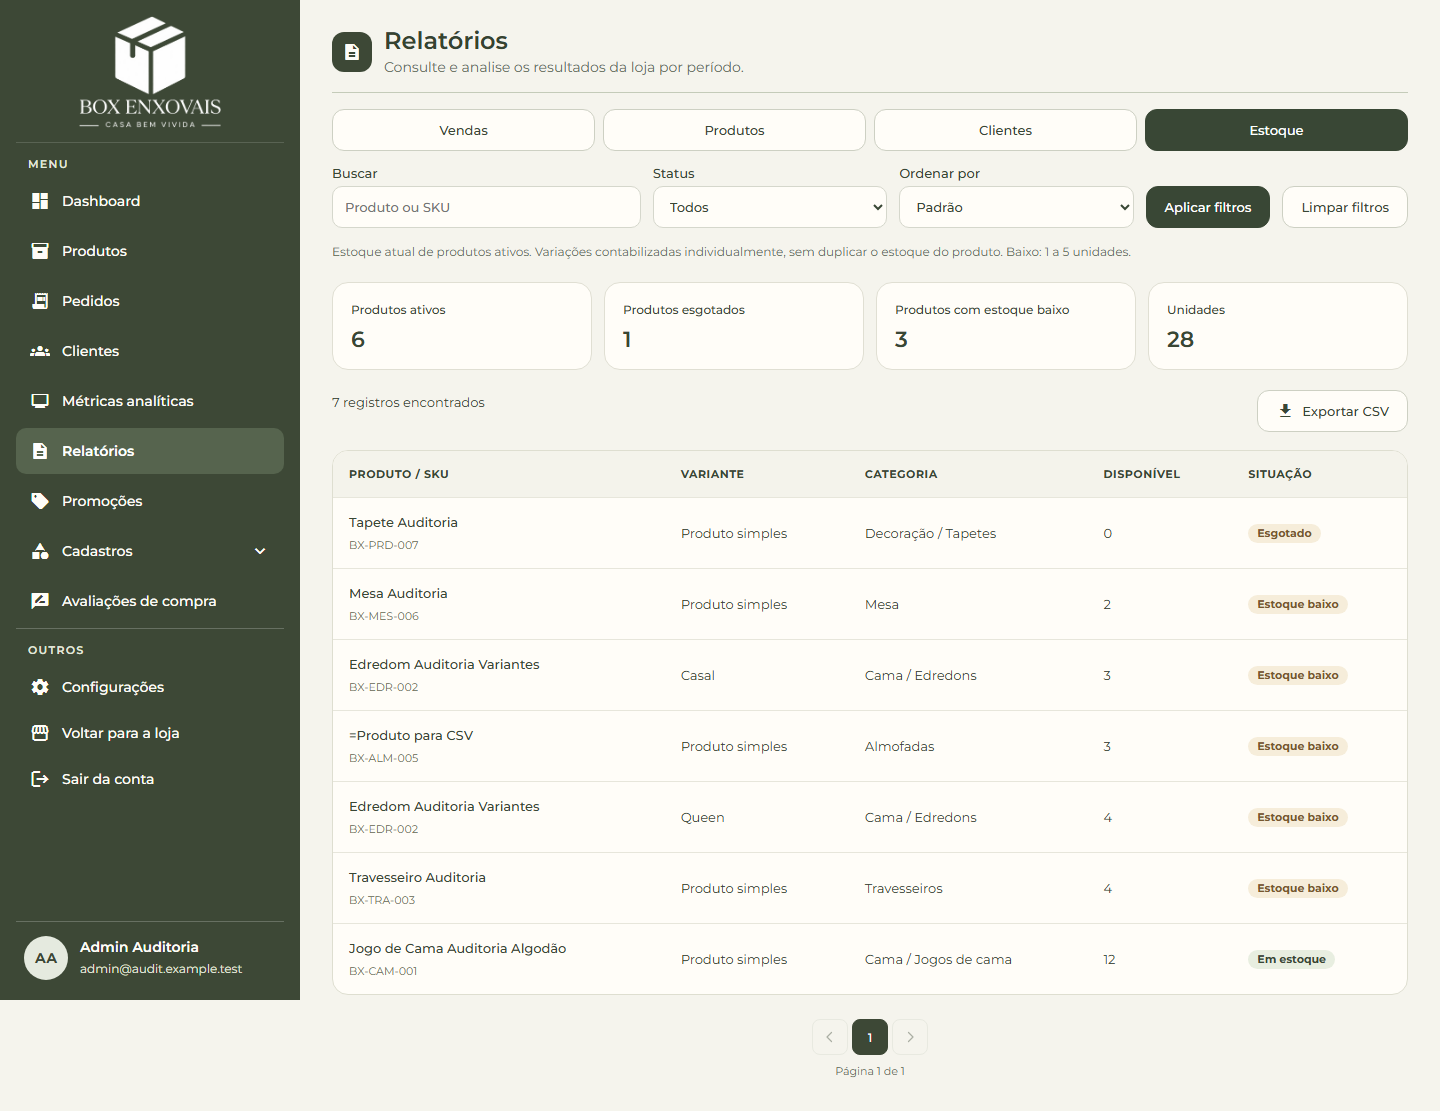 BOX ENXOVAIS
CASA BEM VIVIDA
MENU
Dashboard
Produtos
Pedidos
Clientes
Métricas analíticas
Relatórios
Promoções
Cadastros
Avaliações de compra
OUTROS
Configurações
Voltar para a loja
Sair da conta
AA
Admin Auditoria
admin@audit.example.test
Relatórios
Consulte e analise os resultados da loja por período.
Vendas Produtos Clientes Estoque
Buscar Status Ordenar por
Produto ou SKU Todos Padrão Aplicar filtros Limpar filtros
Estoque atual de produtos ativos. Variações contabilizadas individualmente, sem duplicar o estoque do produto. Baixo: 1 a 5 unidades.
Produtos ativos Produtos esgotados Produtos com estoque baixo Unidades
6 1 3 28
7 registros encontrados
Exportar CSV
PRODUTO / SKU VARIANTE CATEGORIA DISPONÍVEL SITUAÇÃO
Tapete Auditoria
BX-PRD-007
Produto simples Decoração / Tapetes 0 Esgotado
Mesa Auditoria
BX-MES-006
Produto simples Mesa 2 Estoque baixo
Edredom Auditoria Variantes
BX-EDR-002
Casal Cama / Edredons 3 Estoque baixo
=Produto para CSV
BX-ALM-005
Produto simples Almofadas 3 Estoque baixo
Edredom Auditoria Variantes
BX-EDR-002
Queen Cama / Edredons 4 Estoque baixo
Travesseiro Auditoria
BX-TRA-003
Produto simples Travesseiros 4 Estoque baixo
Jogo de Cama Auditoria Algodão
BX-CAM-001
Produto simples Cama / Jogos de cama 12 Em estoque
1
Página 1 de 1